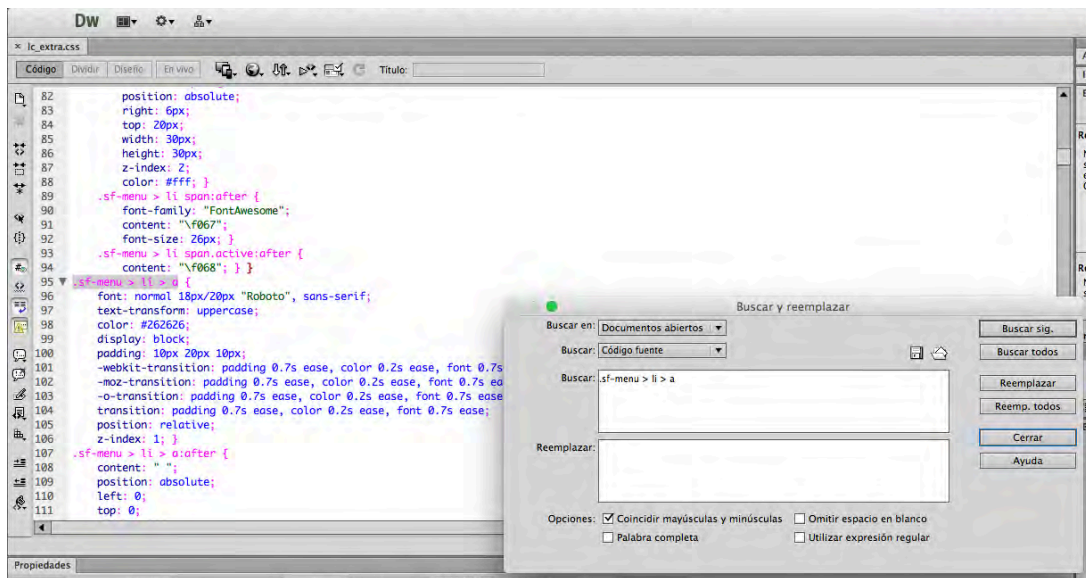 Dw
× lc_extra.css
Código Dividir Diseño En vivo Título:
82 position: absolute;
83 right: 6px;
84 top: 20px;
85 width: 30px;
86 height: 30px;
87 z-index: 2;
88 color: #fff; }
89 .sf-menu > li span:after {
90 font-family: "FontAwesome";
91 content: "\f067";
92 font-size: 26px; }
93 .sf-menu > li span.active:after {
94 content: "\f068"; } }
95 .sf-menu > li > a {
96 font: normal 18px/20px "Roboto", sans-serif;
97 text-transform: uppercase;
98 color: #262626;
99 display: block;
100 padding: 10px 20px 10px;
101 -webkit-transition: padding 0.7s ease, color 0.2s ease, font 0.7s
102 -moz-transition: padding 0.7s ease, color 0.2s ease, font 0.7s ea
103 -o-transition: padding 0.7s ease, color 0.2s ease, font 0.7s ease
104 transition: padding 0.7s ease, color 0.2s ease, font 0.7s ease;
105 position: relative;
106 z-index: 1; }
107 .sf-menu > li > a:after {
108 content: " ";
109 position: absolute;
110 left: 0;
111 top: 0;
Propiedades
Buscar y reemplazar
Buscar en: Documentos abiertos
Buscar: Código fuente
Buscar: .sf-menu > li > a
Reemplazar:
Opciones: Coincidir mayúsculas y minúsculas Omitir espacio en blanco
Palabra completa Utilizar expresión regular
Buscar sig.
Buscar todos
Reemplazar
Reemp. todos
Cerrar
Ayuda